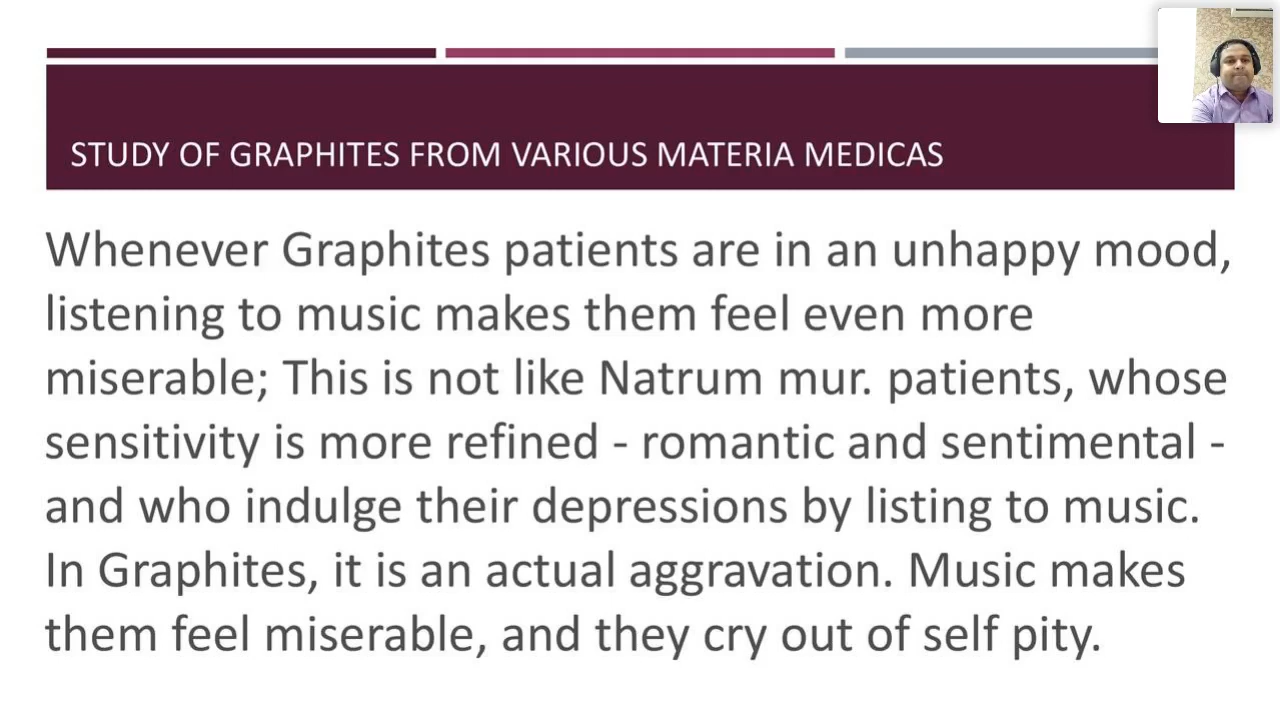 STUDY OF GRAPHITES FROM VARIOUS MATERIA MEDICAS
Whenever Graphites patients are in an unhappy mood,
listening to music makes them feel even more
miserable; This is not like Natrum mur. patients, whose
sensitivity is more refined - romantic and sentimental -
and who indulge their depressions by listing to music.
In Graphites, it is an actual aggravation. Music makes
them feel miserable, and they cry out of self pity.